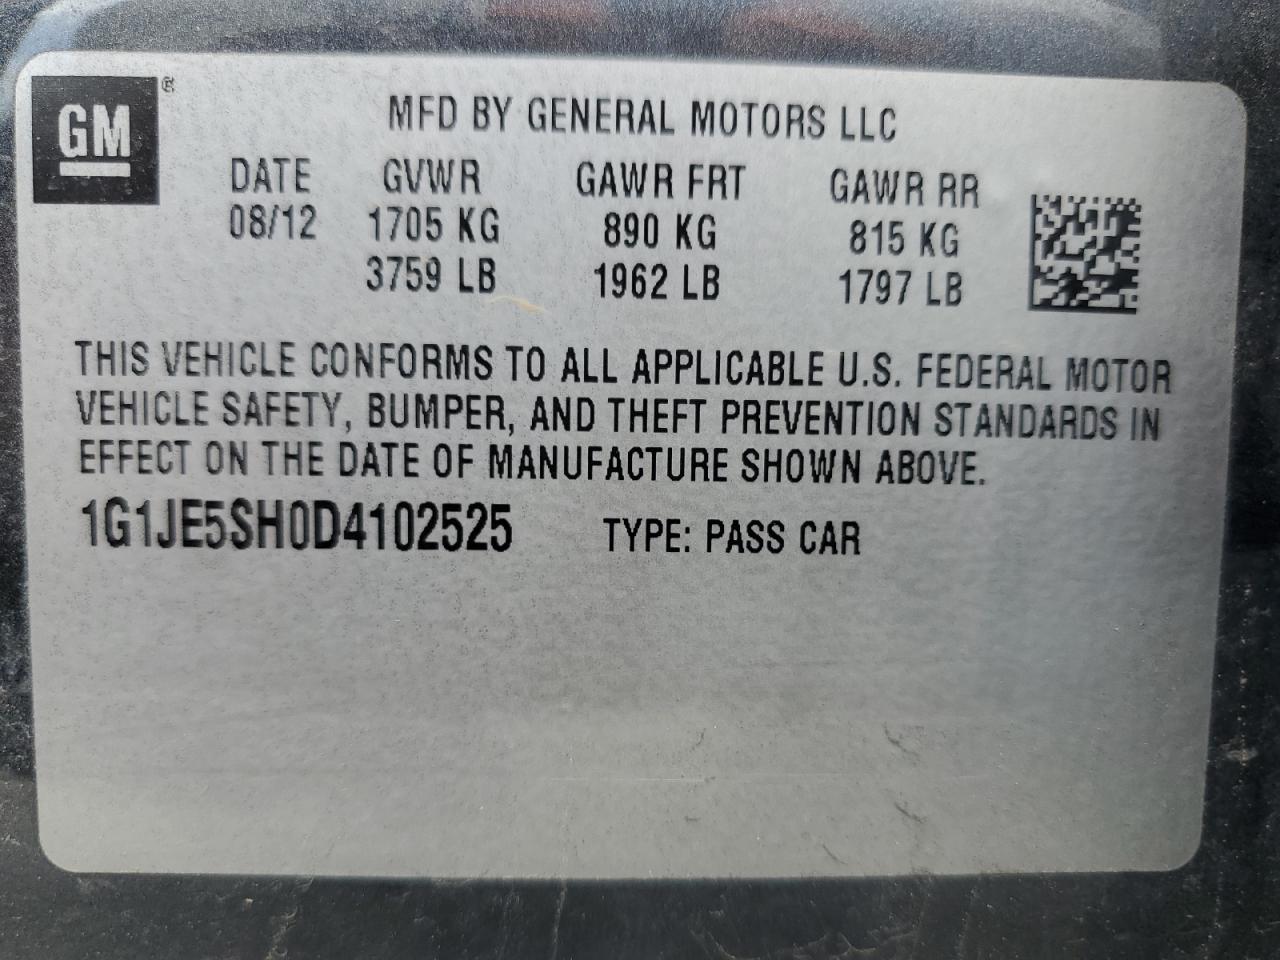 GM®
MFD BY GENERAL MOTORS LLC
DATE GVWR GAWR FRT GAWR RR
08/12 1705 KG 890 KG 815 KG
3759 LB 1962 LB 1797 LB
THIS VEHICLE CONFORMS TO ALL APPLICABLE U.S. FEDERAL MOTOR
VEHICLE SAFETY, BUMPER, AND THEFT PREVENTION STANDARDS IN
EFFECT ON THE DATE OF MANUFACTURE SHOWN ABOVE.
1G1JE5SH0D4102525 TYPE: PASS CAR